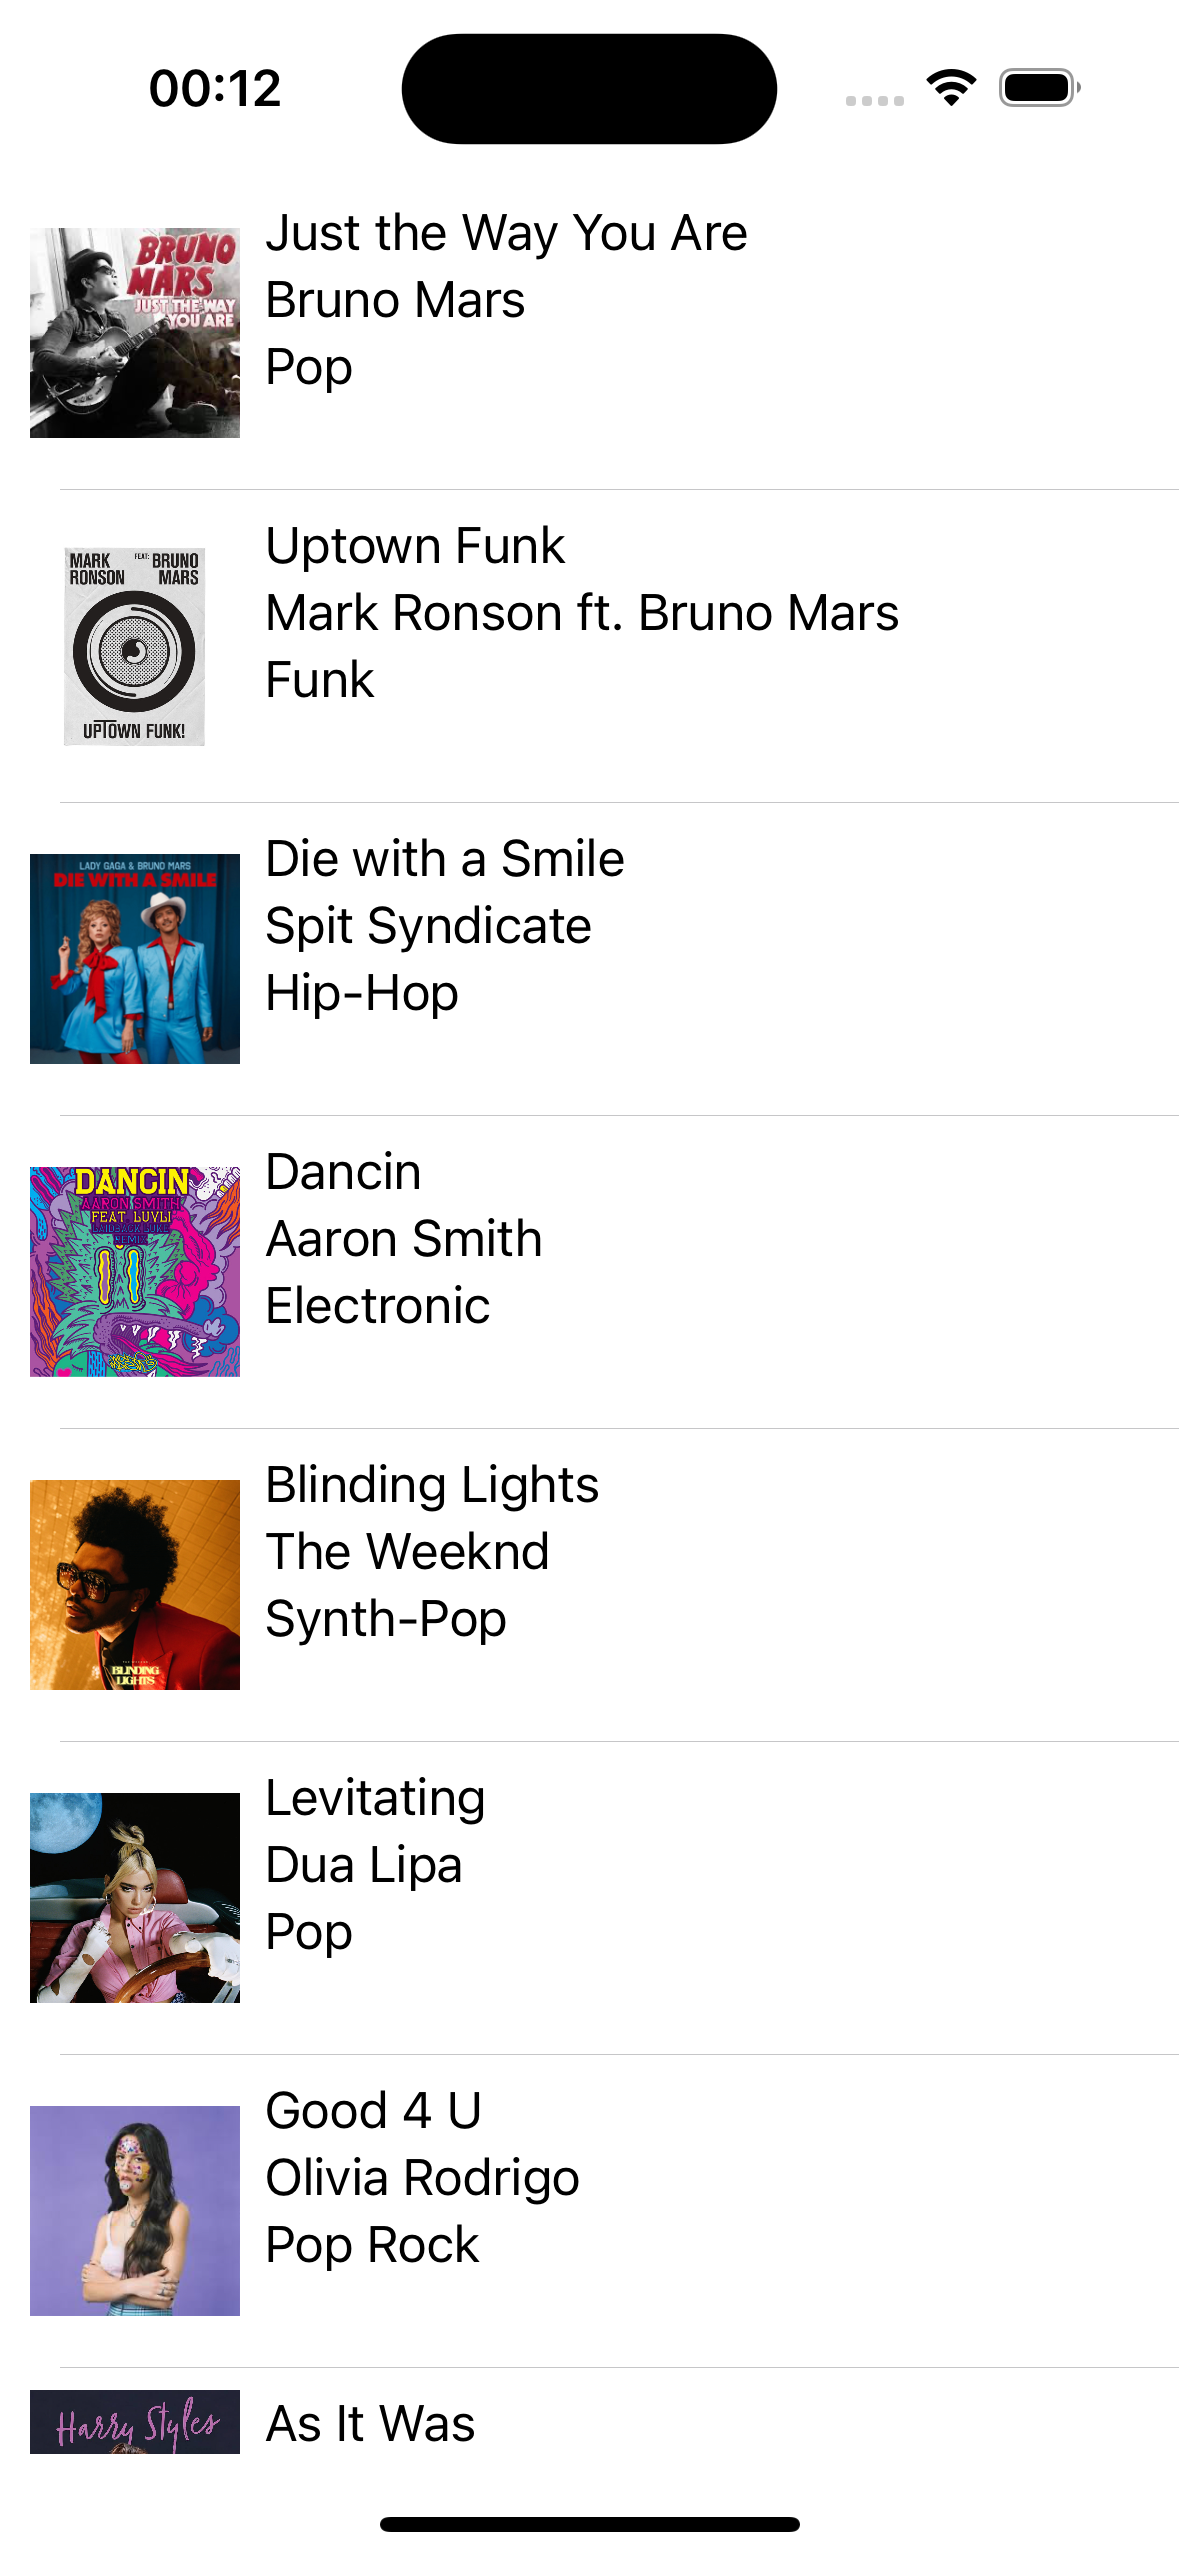 00:12
BRUNO
MARS
JUST THE WAY
YOU ARE
Just the Way You Are
Bruno Mars
Pop
MARK
RONSON
FEAT:
BRUNO
MARS
UPTOWN FUNK!
Uptown Funk
Mark Ronson ft. Bruno Mars
Funk
LADY GAGA & BRUNO MARS
DIE WITH A SMILE
Die with a Smile
Spit Syndicate
Hip-Hop
DANCIN
AARON SMITH
FEAT. LUVLI
LAIDBACK LUKE
REMIX
Dancin
Aaron Smith
Electronic
BLINDING
LIGHTS
Blinding Lights
The Weeknd
Synth-Pop
Levitating
Dua Lipa
Pop
Good 4 U
Olivia Rodrigo
Pop Rock
Harry Styles
As It Was